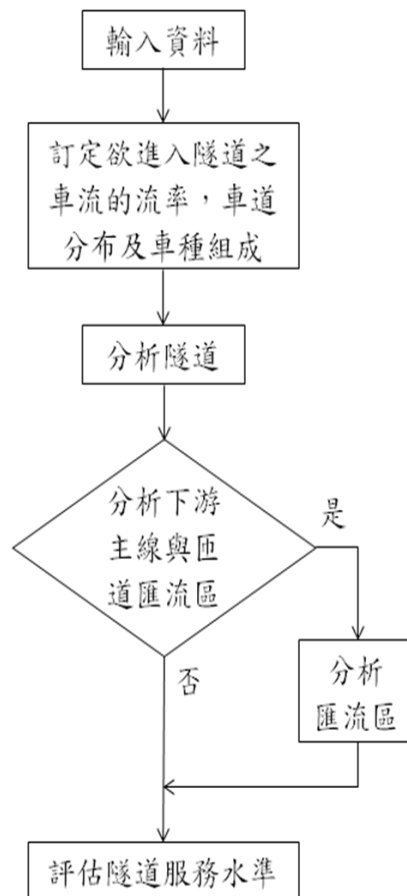 輸入資料
訂定欲進入隧道之
車流的流率，車道
分布及車種組成
分析隧道
分析下游
主線與匝
道匯流區
是
否
分析
匯流區
評估隧道服務水準